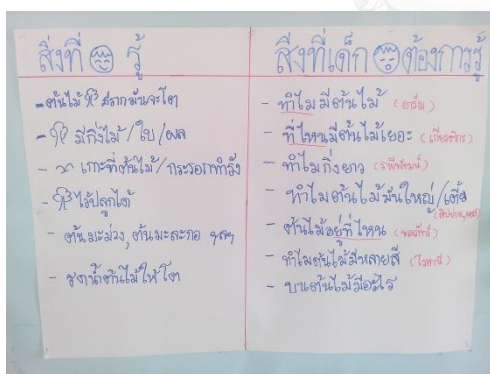 สิ่งที่ รู้
- ต้นไม้ รากมันจะโต
- มีกิ่งไม้/ใบ/ผล
- เกาะที่ต้นไม้/กระรอกทำรัง
- ไว้ปลูกได้
- ต้นมะม่วง, ต้นมะละกอ ฯลฯ
- รดน้ำต้นไม้ให้โต
สิ่งที่เด็ก ต้องการรู้
- ทำไมมีต้นไม้
- ที่ไหนมีต้นไม้เยอะ
- ทำไมกิ่งยาว
- ทำไมต้นไม้มันใหญ่/เตี้ย
- ต้นไม้อยู่ที่ไหน
- ทำไมต้นไม้มีหลายสี
- บนต้นไม้มีอะไร